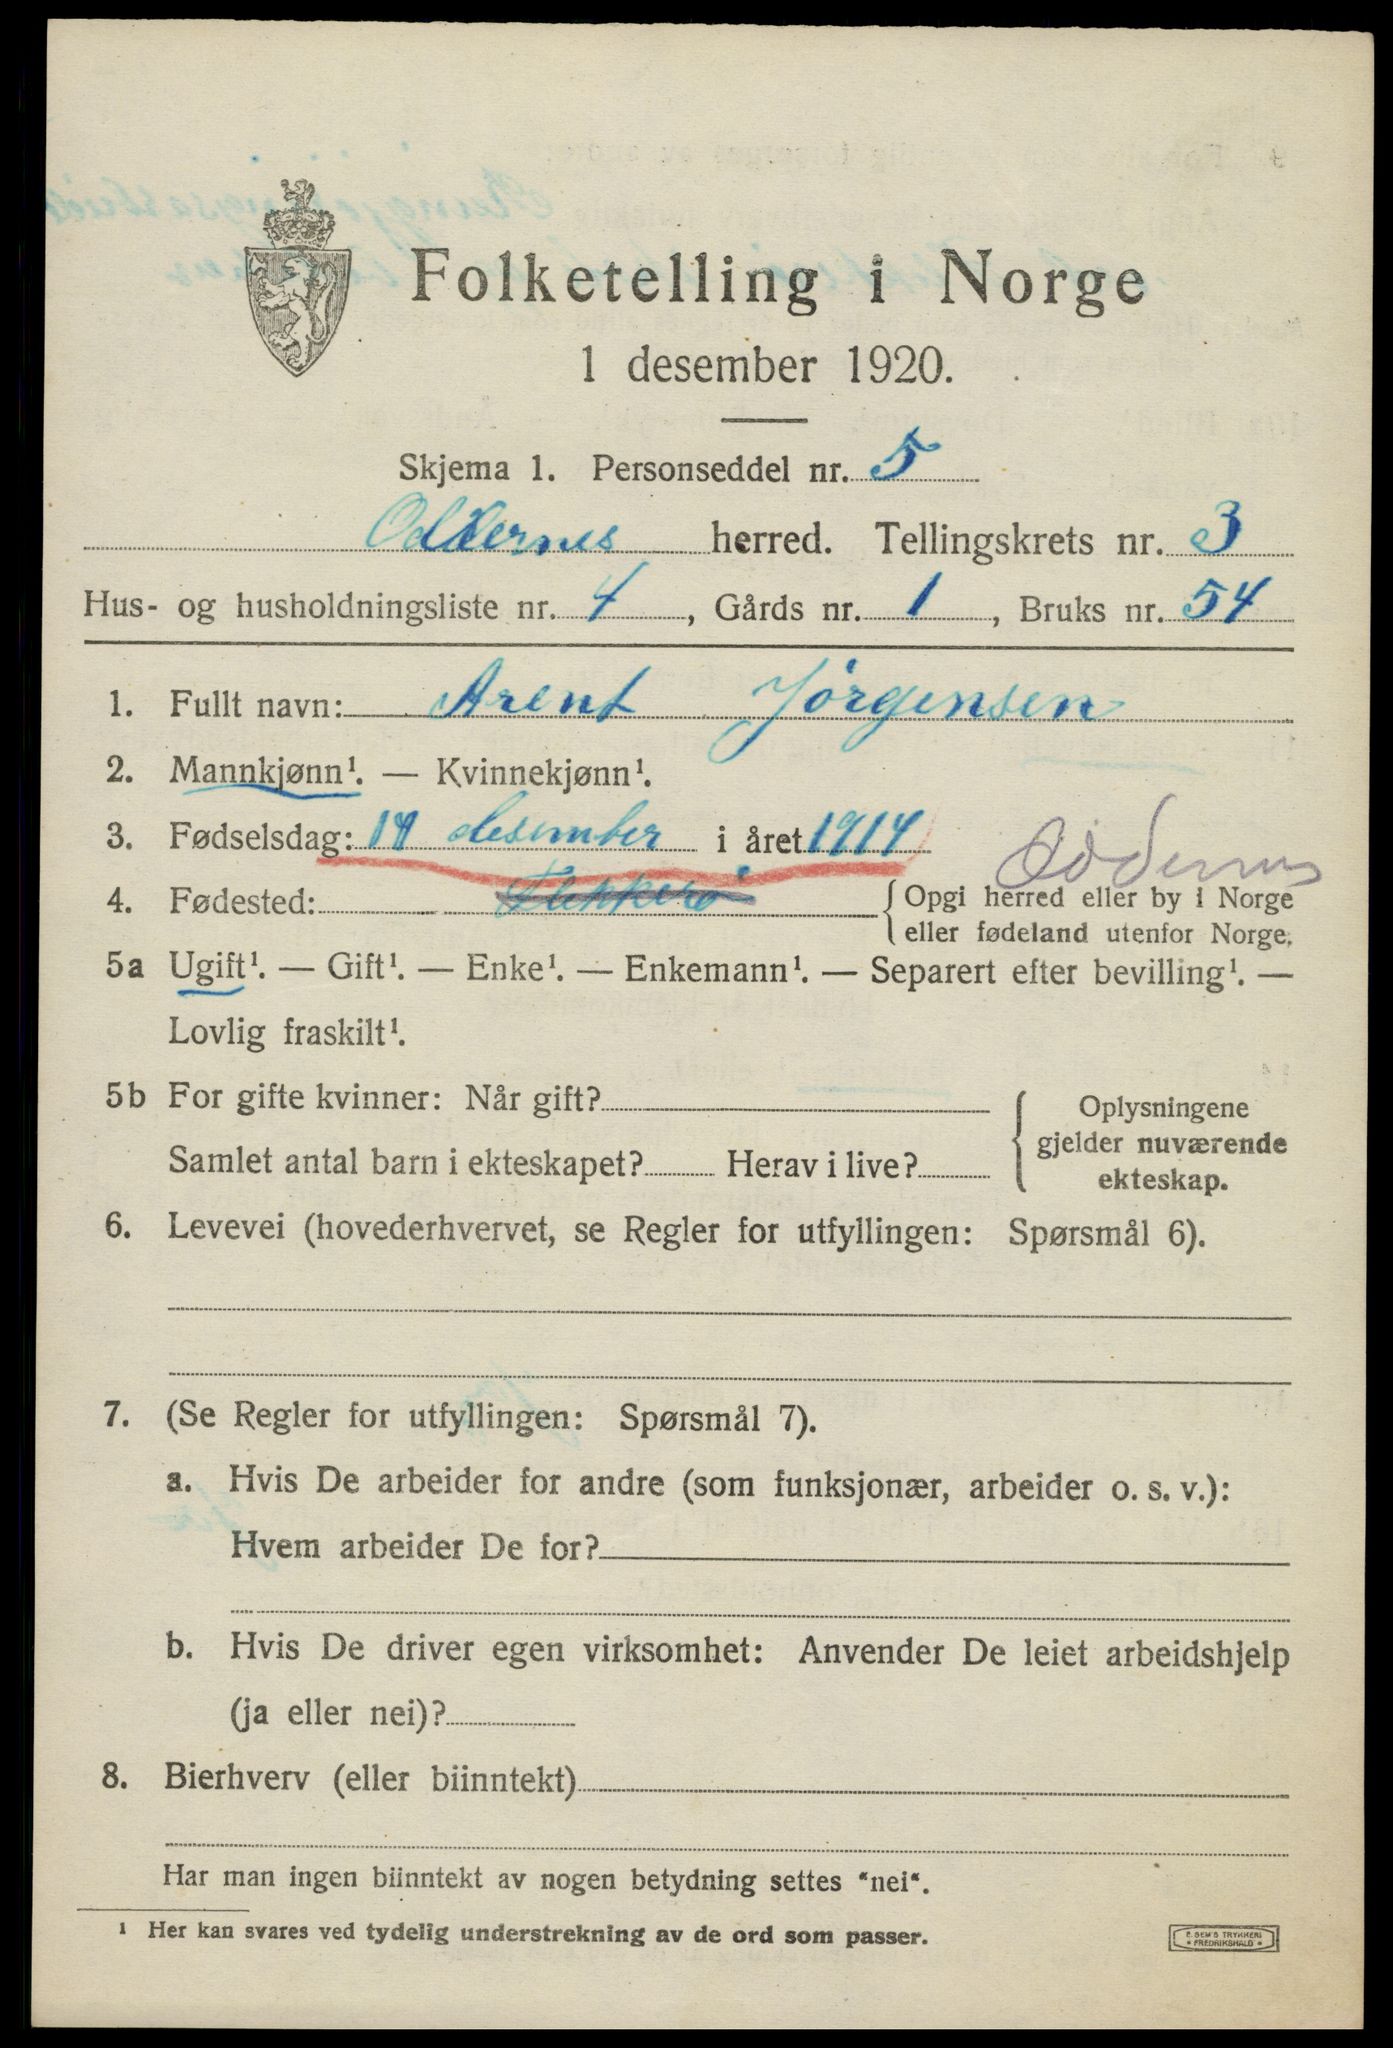 Folketelling i Norge
1 desember 1920.
Skjema 1. Personseddel nr. 5
Oddernes herred. Tellingskrets nr. 3
Hus- og husholdningsliste nr. 4, Gårds nr. 1, Bruks nr. 54
1. Fullt navn: Arent Jørgensen
2. Mannkjønn¹. — Kvinnekjønn¹.
3. Fødselsdag: desember i året 1914
Oddernes
4. Fødested: Flekkerø { Opgi herred eller by i Norge
eller fødeland utenfor Norge.
5a Ugift¹. — Gift¹. — Enke¹. — Enkemann¹. — Separert efter bevilling¹. —
Lovlig fraskilt¹.
5b For gifte kvinner: Når gift? { Oplysningene
gjelder nuværende
Samlet antal barn i ekteskapet? Herav i live? ekteskap.
6. Levevei (hovederhvervet, se Regler for utfyllingen: Spørsmål 6).
7. (Se Regler for utfyllingen: Spørsmål 7).
a. Hvis De arbeider for andre (som funksjonær, arbeider o. s. v.):
Hvem arbeider De for?
b. Hvis De driver egen virksomhet: Anvender De leiet arbeidshjelp
(ja eller nei)?
8. Bierhverv (eller biinntekt)
Har man ingen biinntekt av nogen betydning settes "nei".
¹ Her kan svares ved tydelig understrekning av de ord som passer.
E. SEM'S TRYKKERI
• FREDRIKSHALD •